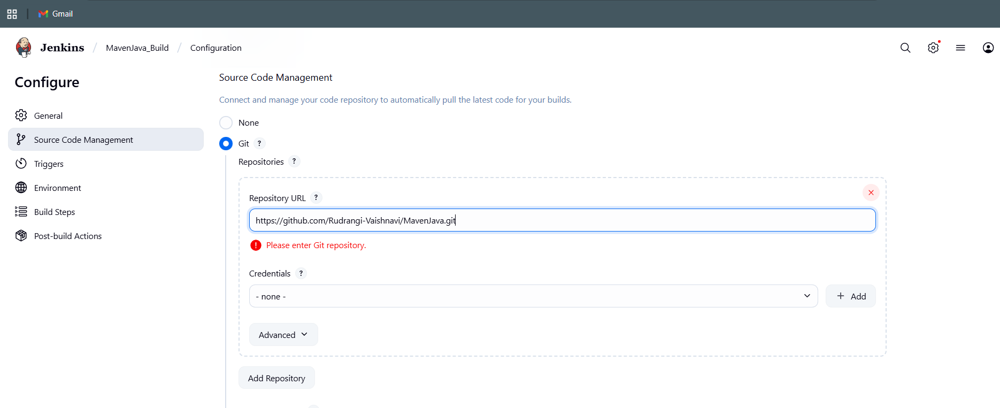 Gmail
Jenkins / MavenJava_Build / Configuration
Configure
General
Source Code Management
Triggers
Environment
Build Steps
Post-build Actions
Source Code Management
Connect and manage your code repository to automatically pull the latest code for your builds.
None
Git ?
Repositories ?
Repository URL ?
https://github.com/Rudrangi-Vaishnavi/MavenJava.git
Please enter Git repository.
Credentials ?
- none -
+ Add
Advanced
Add Repository